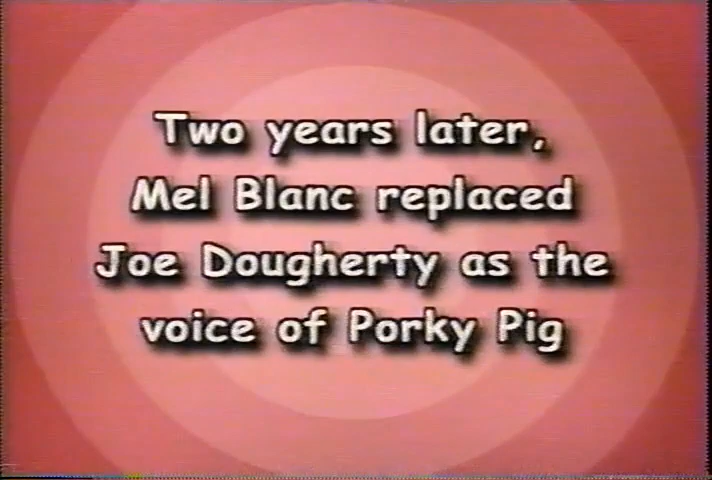 Two years later,
Mel Blanc replaced
Joe Dougherty as the
voice of Porky Pig